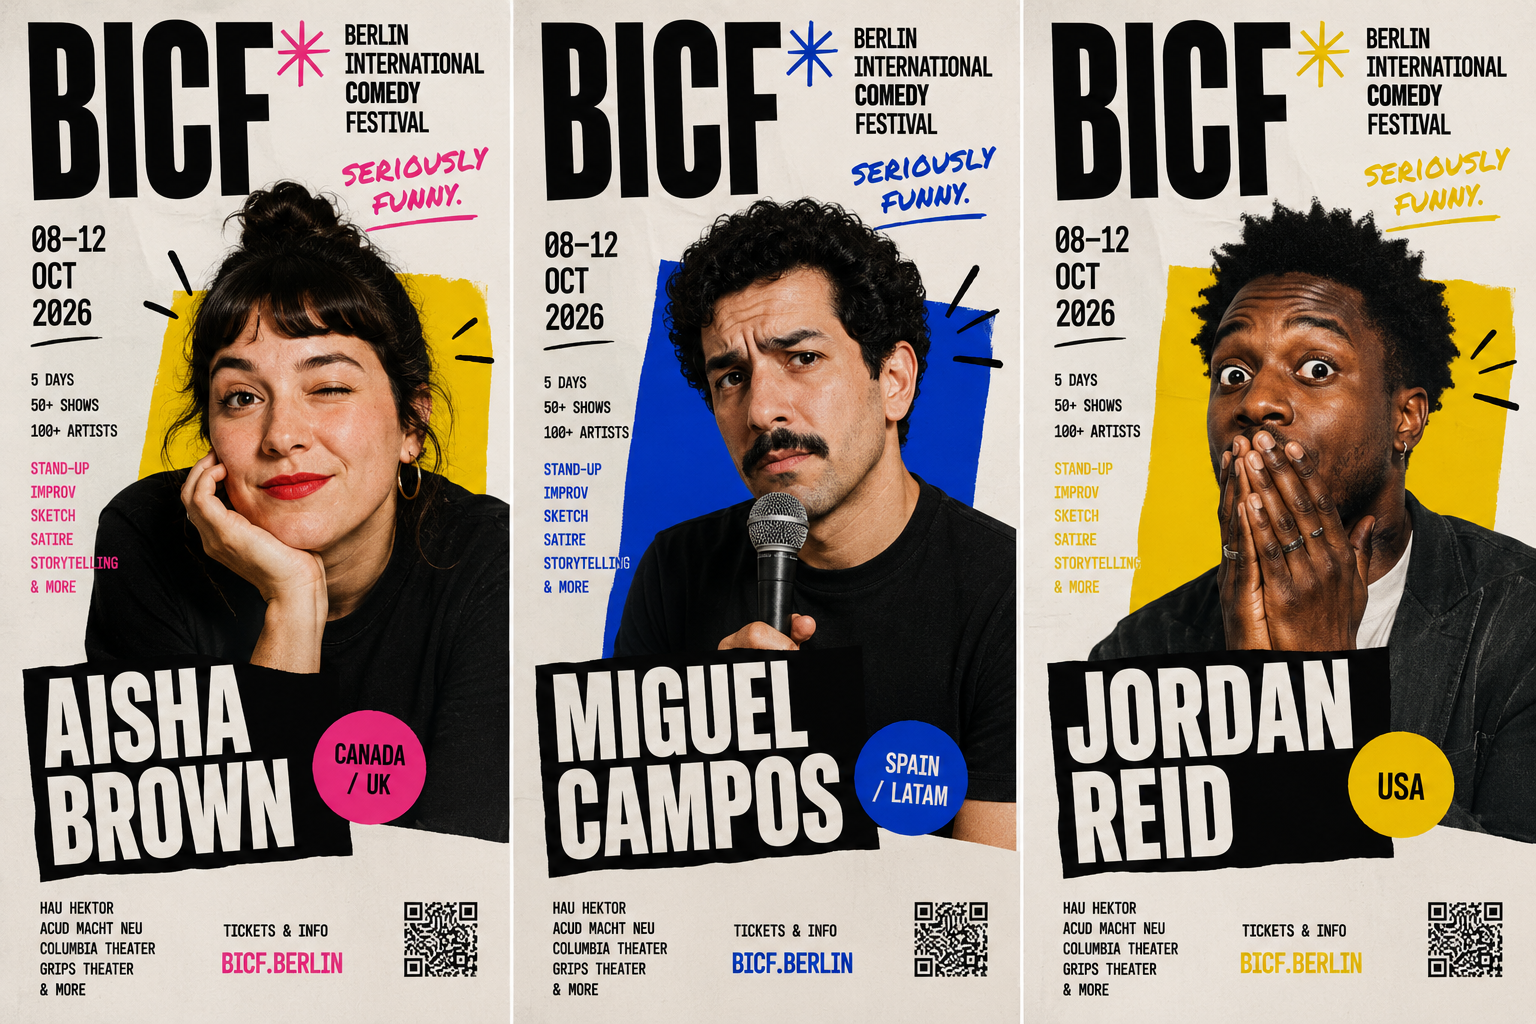 BICF*
BERLIN
INTERNATIONAL
COMEDY
FESTIVAL
SERIOUSLY
FUNNY.
08–12
OCT
2026
5 DAYS
50+ SHOWS
100+ ARTISTS
STAND-UP
IMPROV
SKETCH
SATIRE
STORYTELLING
& MORE
AISHA
BROWN
CANADA
/ UK
HAU HEKTOR
ACUD MACHT NEU
COLUMBIA THEATER
GRIPS THEATER
& MORE
TICKETS & INFO
BICF.BERLIN
BICF*
BERLIN
INTERNATIONAL
COMEDY
FESTIVAL
SERIOUSLY
FUNNY.
08–12
OCT
2026
5 DAYS
50+ SHOWS
100+ ARTISTS
STAND-UP
IMPROV
SKETCH
SATIRE
STORYTELLING
& MORE
MIGUEL
CAMPOS
SPAIN
/ LATAM
HAU HEKTOR
ACUD MACHT NEU
COLUMBIA THEATER
GRIPS THEATER
& MORE
TICKETS & INFO
BICF.BERLIN
BICF*
BERLIN
INTERNATIONAL
COMEDY
FESTIVAL
SERIOUSLY
FUNNY.
08–12
OCT
2026
5 DAYS
50+ SHOWS
100+ ARTISTS
STAND-UP
IMPROV
SKETCH
SATIRE
STORYTELLING
& MORE
JORDAN
REID
USA
HAU HEKTOR
ACUD MACHT NEU
COLUMBIA THEATER
GRIPS THEATER
& MORE
TICKETS & INFO
BICF.BERLIN